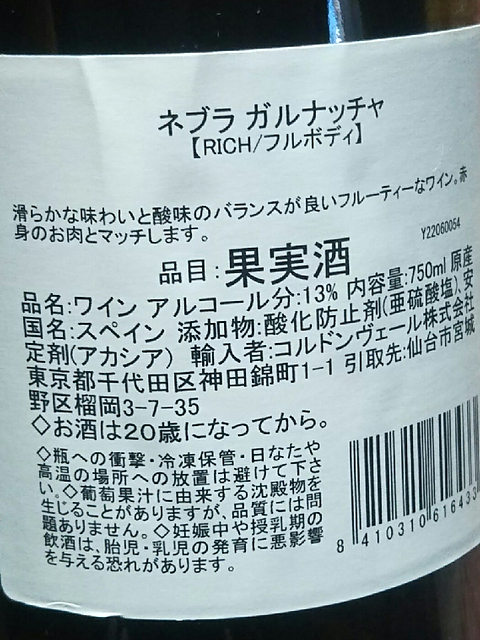 ネブラ ガルナッチャ
【RICH/フルボディ】
滑らかな味わいと酸味のバランスが良いフルーティーなワイン。赤
身のお肉とマッチします。
Y22060054
品目:果実酒
品名:ワイン アルコール分:13% 内容量:750ml 原産
国名:スペイン 添加物:酸化防止剤(亜硫酸塩)、安
定剤(アカシア) 輸入者:コルドンヴェール株式会社
東京都千代田区神田錦町1-1 引取先:仙台市宮城
野区榴岡3-7-35
◇お酒は20歳になってから。
◇瓶への衝撃・冷凍保管・日なたや
高温の場所への放置は避けて下さ
い。◇葡萄果汁に由来する沈殿物を
生じることがありますが、品質には問
題ありません。◇妊娠中や授乳期の
飲酒は、胎児・乳児の発育に悪影響
を与える恐れがあります。
8 410310 616433